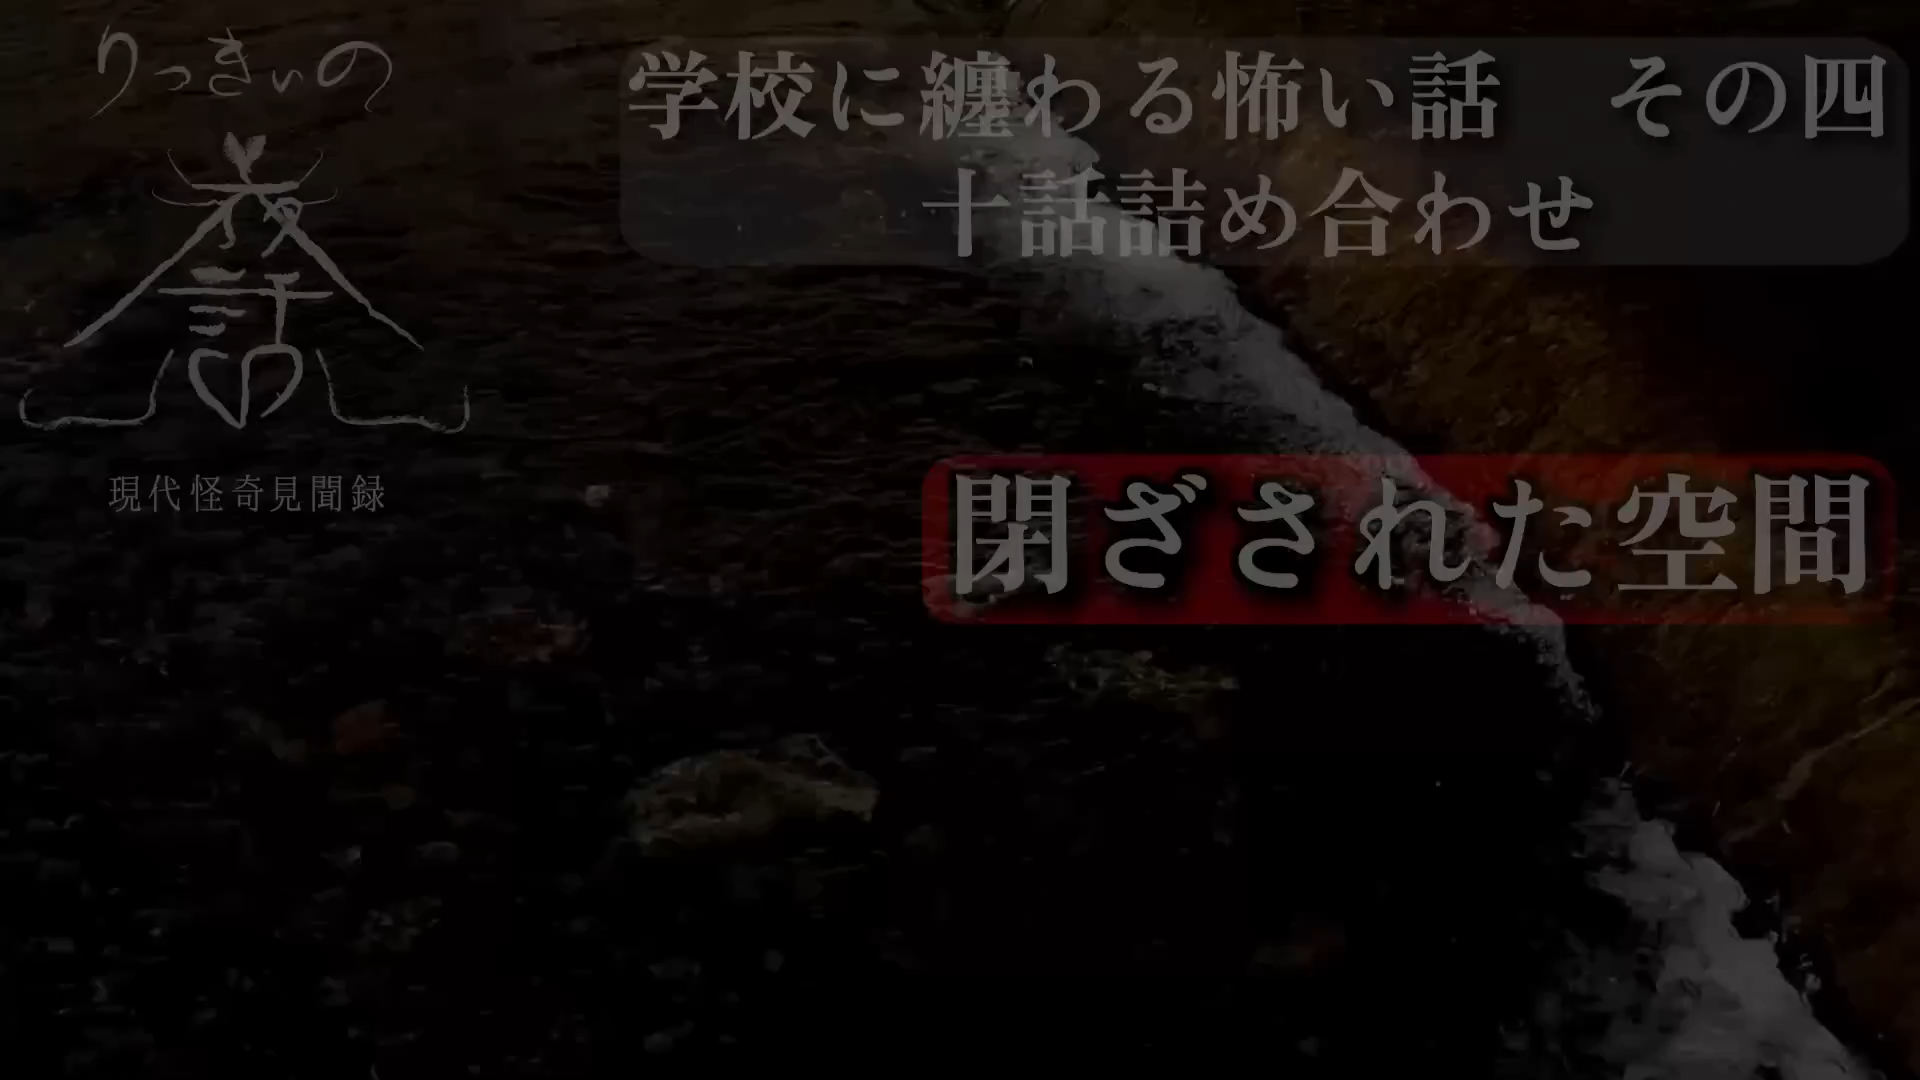 りっきぃの
夜話の
現代怪奇見聞録
学校に纏わる怖い話　その四
十話詰め合わせ
閉ざされた空間